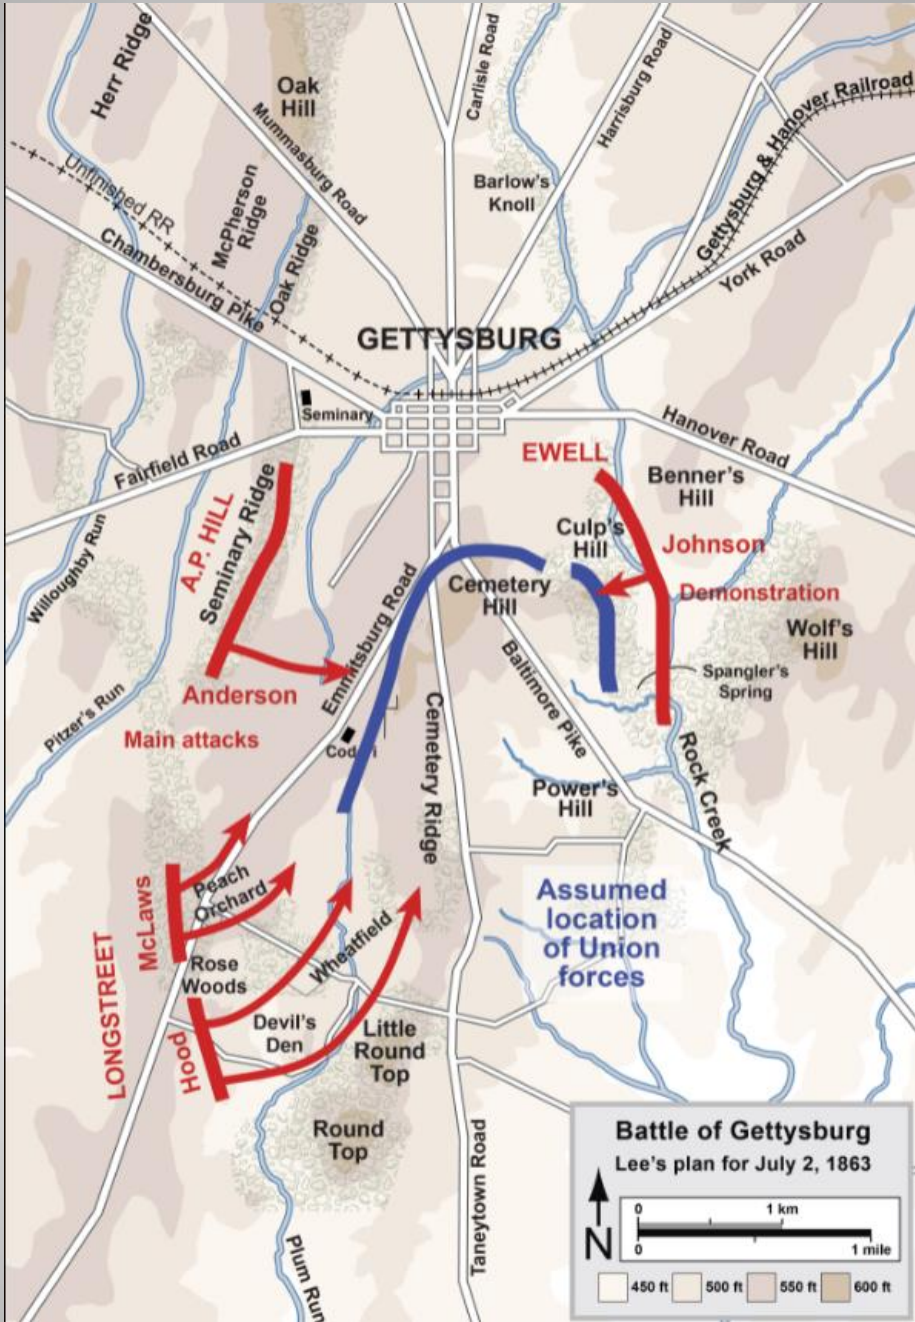 Herr Ridge
Oak
Hill
Mummasburg Road
Carlisle Road
Harrisburg Road
Gettysburg & Hanover Railroad
Unfinished RR
McPherson
Ridge
Oak Ridge
Barlow's
Knoll
Chambersburg Pike
York Road
GETTYSBURG
Seminary
Hanover Road
Fairfield Road
EWELL
Benner's
Hill
A.P. HILL
Seminary Ridge
Culp's
Hill
Johnson
Willoughby Run
Cemetery
Hill
Demonstration
Wolf's
Hill
Emmitsburg Road
Baltimore Pike
Spangler's
Spring
Anderson
Pitzer's Run
Main attacks
Cemetery Ridge
Rock Creek
Power's
Hill
McLaws
Peach
Orchard
Assumed
location
of Union
forces
LONGSTREET
Rose
Woods
Wheatfield
Hood
Devil's
Den
Little
Round
Top
Round
Top
Taneytown Road
Plum Run
Battle of Gettysburg
Lee's plan for July 2, 1863
N
0 1 km
0 1 mile
450 ft 500 ft 550 ft 600 ft